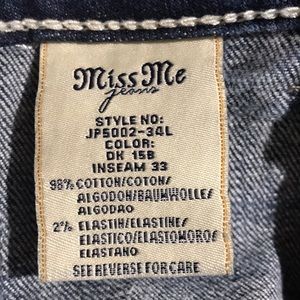 Miss Me
jeans
STYLE NO:
JP5002-34L
COLOR:
DK 158
INSEAM 33
98% COTTON/COTON/
ALGODON/BAUMWOLLE/
ALGODAO
2% ELASTIN/ELASTINE/
ELASTICO/ELASTOMORO/
ELASTANO
SEE REVERSE FOR CARE